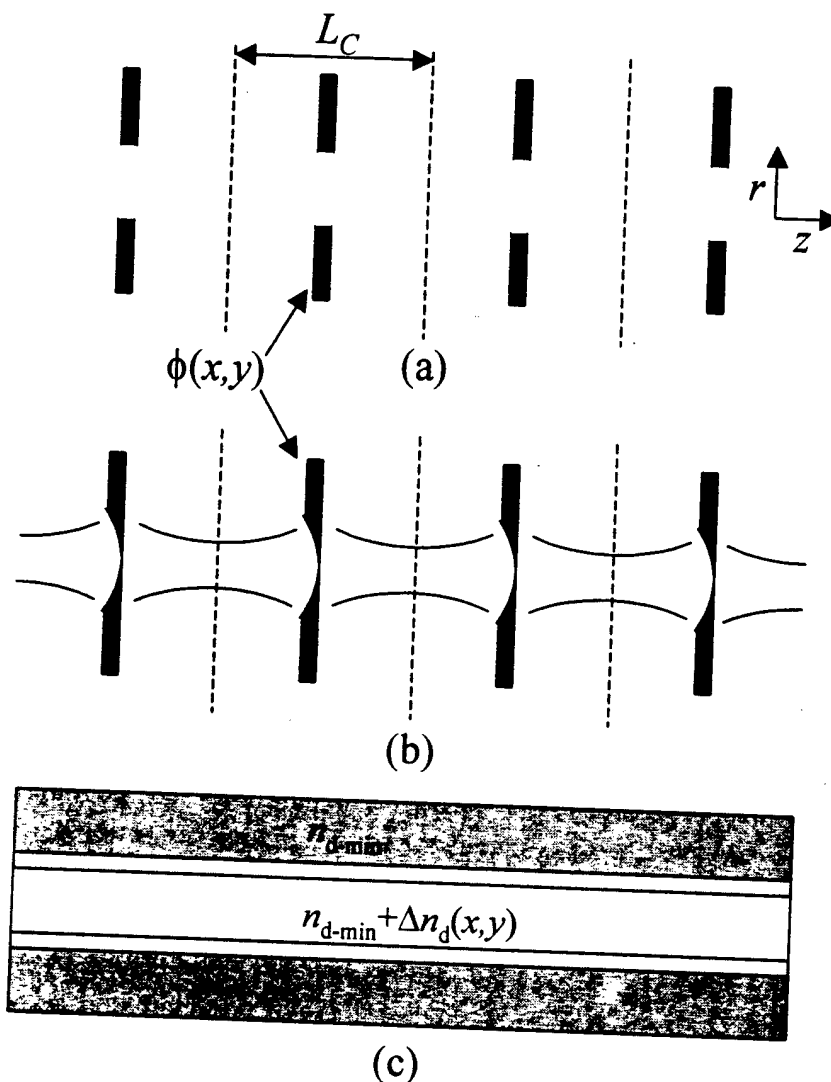 L_C
r
z
ϕ(x,y)
(a)
(b)
n_d-min
n_d-min+Δn_d(x,y)
(c)